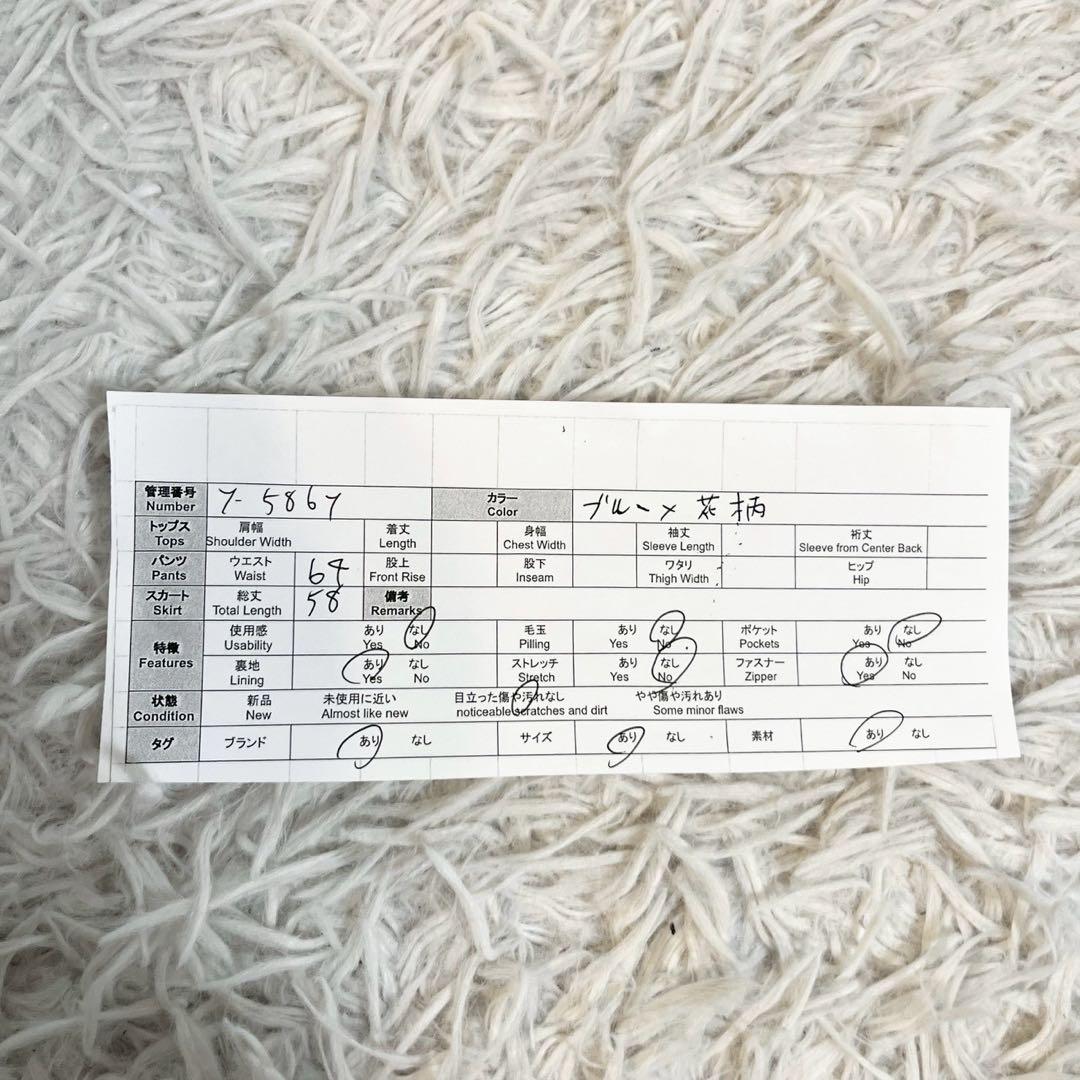 管理番号 Number Y-5867 カラー Color ブルー×花柄
トップス Tops 肩幅 Shoulder Width 着丈 Length 身幅 Chest Width 袖丈 Sleeve Length 裄丈 Sleeve from Center Back
パンツ Pants ウエスト Waist 64 股上 Front Rise 股下 Inseam ワタリ Thigh Width ヒップ Hip
スカート Skirt 総丈 Total Length 58 備考 Remarks
特徴 Features 使用感 Usability あり Yes なし No 毛玉 Pilling あり Yes なし No ポケット Pockets あり Yes なし No
裏地 Lining あり Yes なし No ストレッチ Stretch あり Yes なし No ファスナー Zipper あり Yes なし No
状態 Condition 新品 New 未使用に近い Almost like new 目立った傷や汚れなし noticeable scratches and dirt やや傷や汚れあり Some minor flaws
タグ ブランド あり なし サイズ あり なし 素材 あり なし